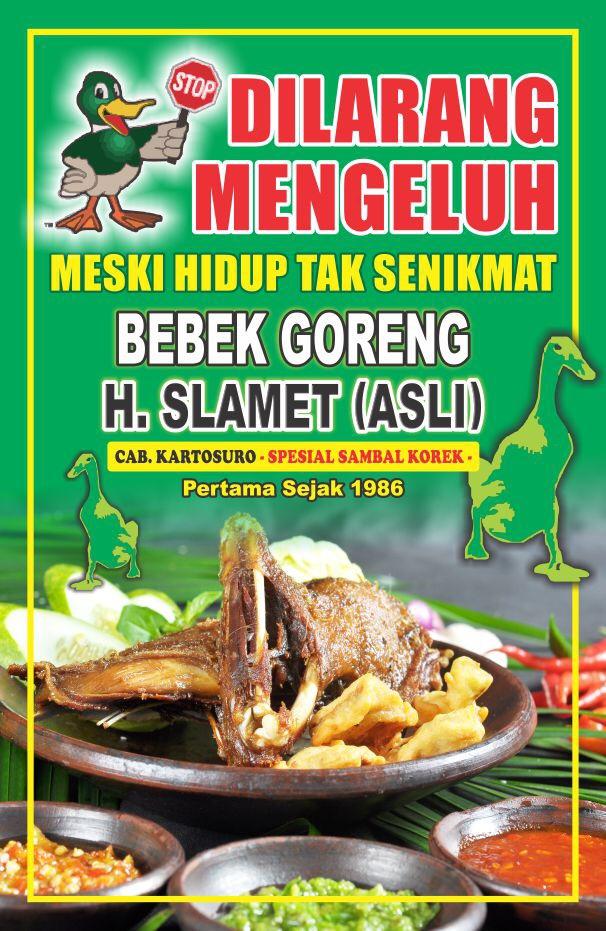 STOP
DILARANG
MENGELUH
MESKI HIDUP TAK SENIKMAT
BEBEK GORENG
H. SLAMET (ASLI)
CAB. KARTOSURO - SPESIAL SAMBAL KOREK -
Pertama Sejak 1986
TM